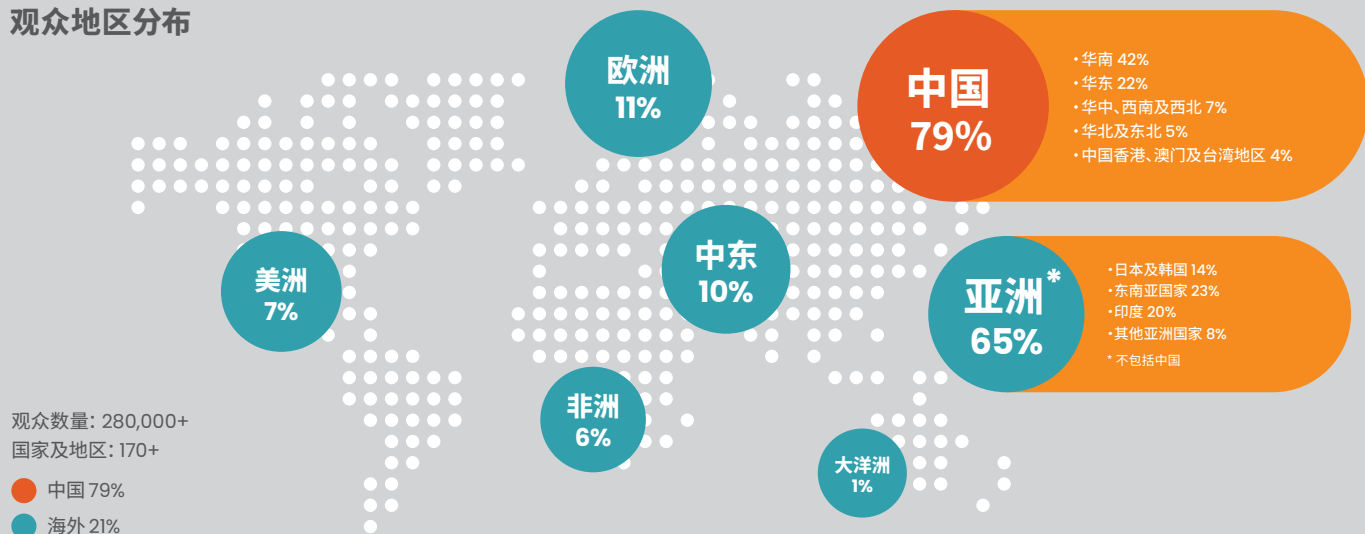 观众地区分布
欧洲
11%
中国
79%
·华南 42%
·华东 22%
·华中、西南及西北 7%
·华北及东北 5%
·中国香港、澳门及台湾地区 4%
美洲
7%
中东
10%
亚洲*
65%
·日本及韩国 14%
·东南亚国家 23%
·印度 20%
·其他亚洲国家 8%
* 不包括中国
非洲
6%
大洋洲
1%
观众数量：280,000+
国家及地区：170+
中国 79%
海外 21%